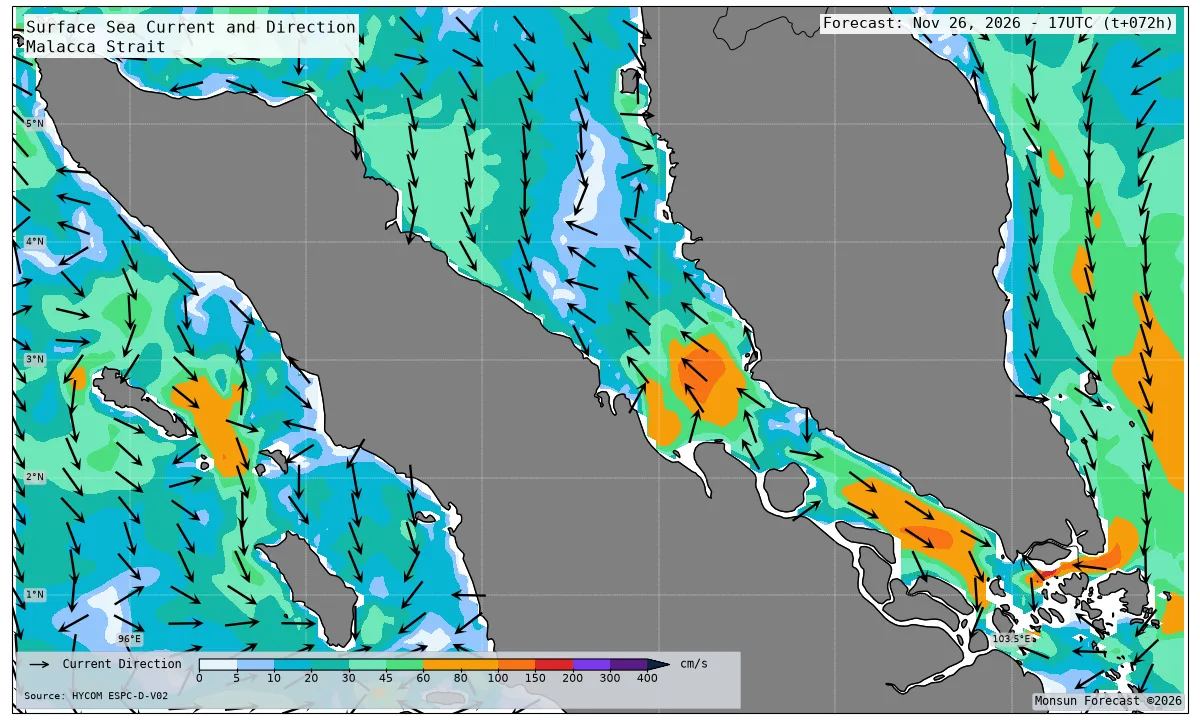 Surface Sea Current and Direction
Malacca Strait
Forecast: Nov 26, 2026 - 17UTC (t+072h)
5°N
4°N
3°N
2°N
1°N
96°E
103.5°E
Current Direction
0 5 10 20 30 45 60 80 100 150 200 300 400
cm/s
Source: HYCOM ESPC-D-V02
Monsun Forecast ©2026